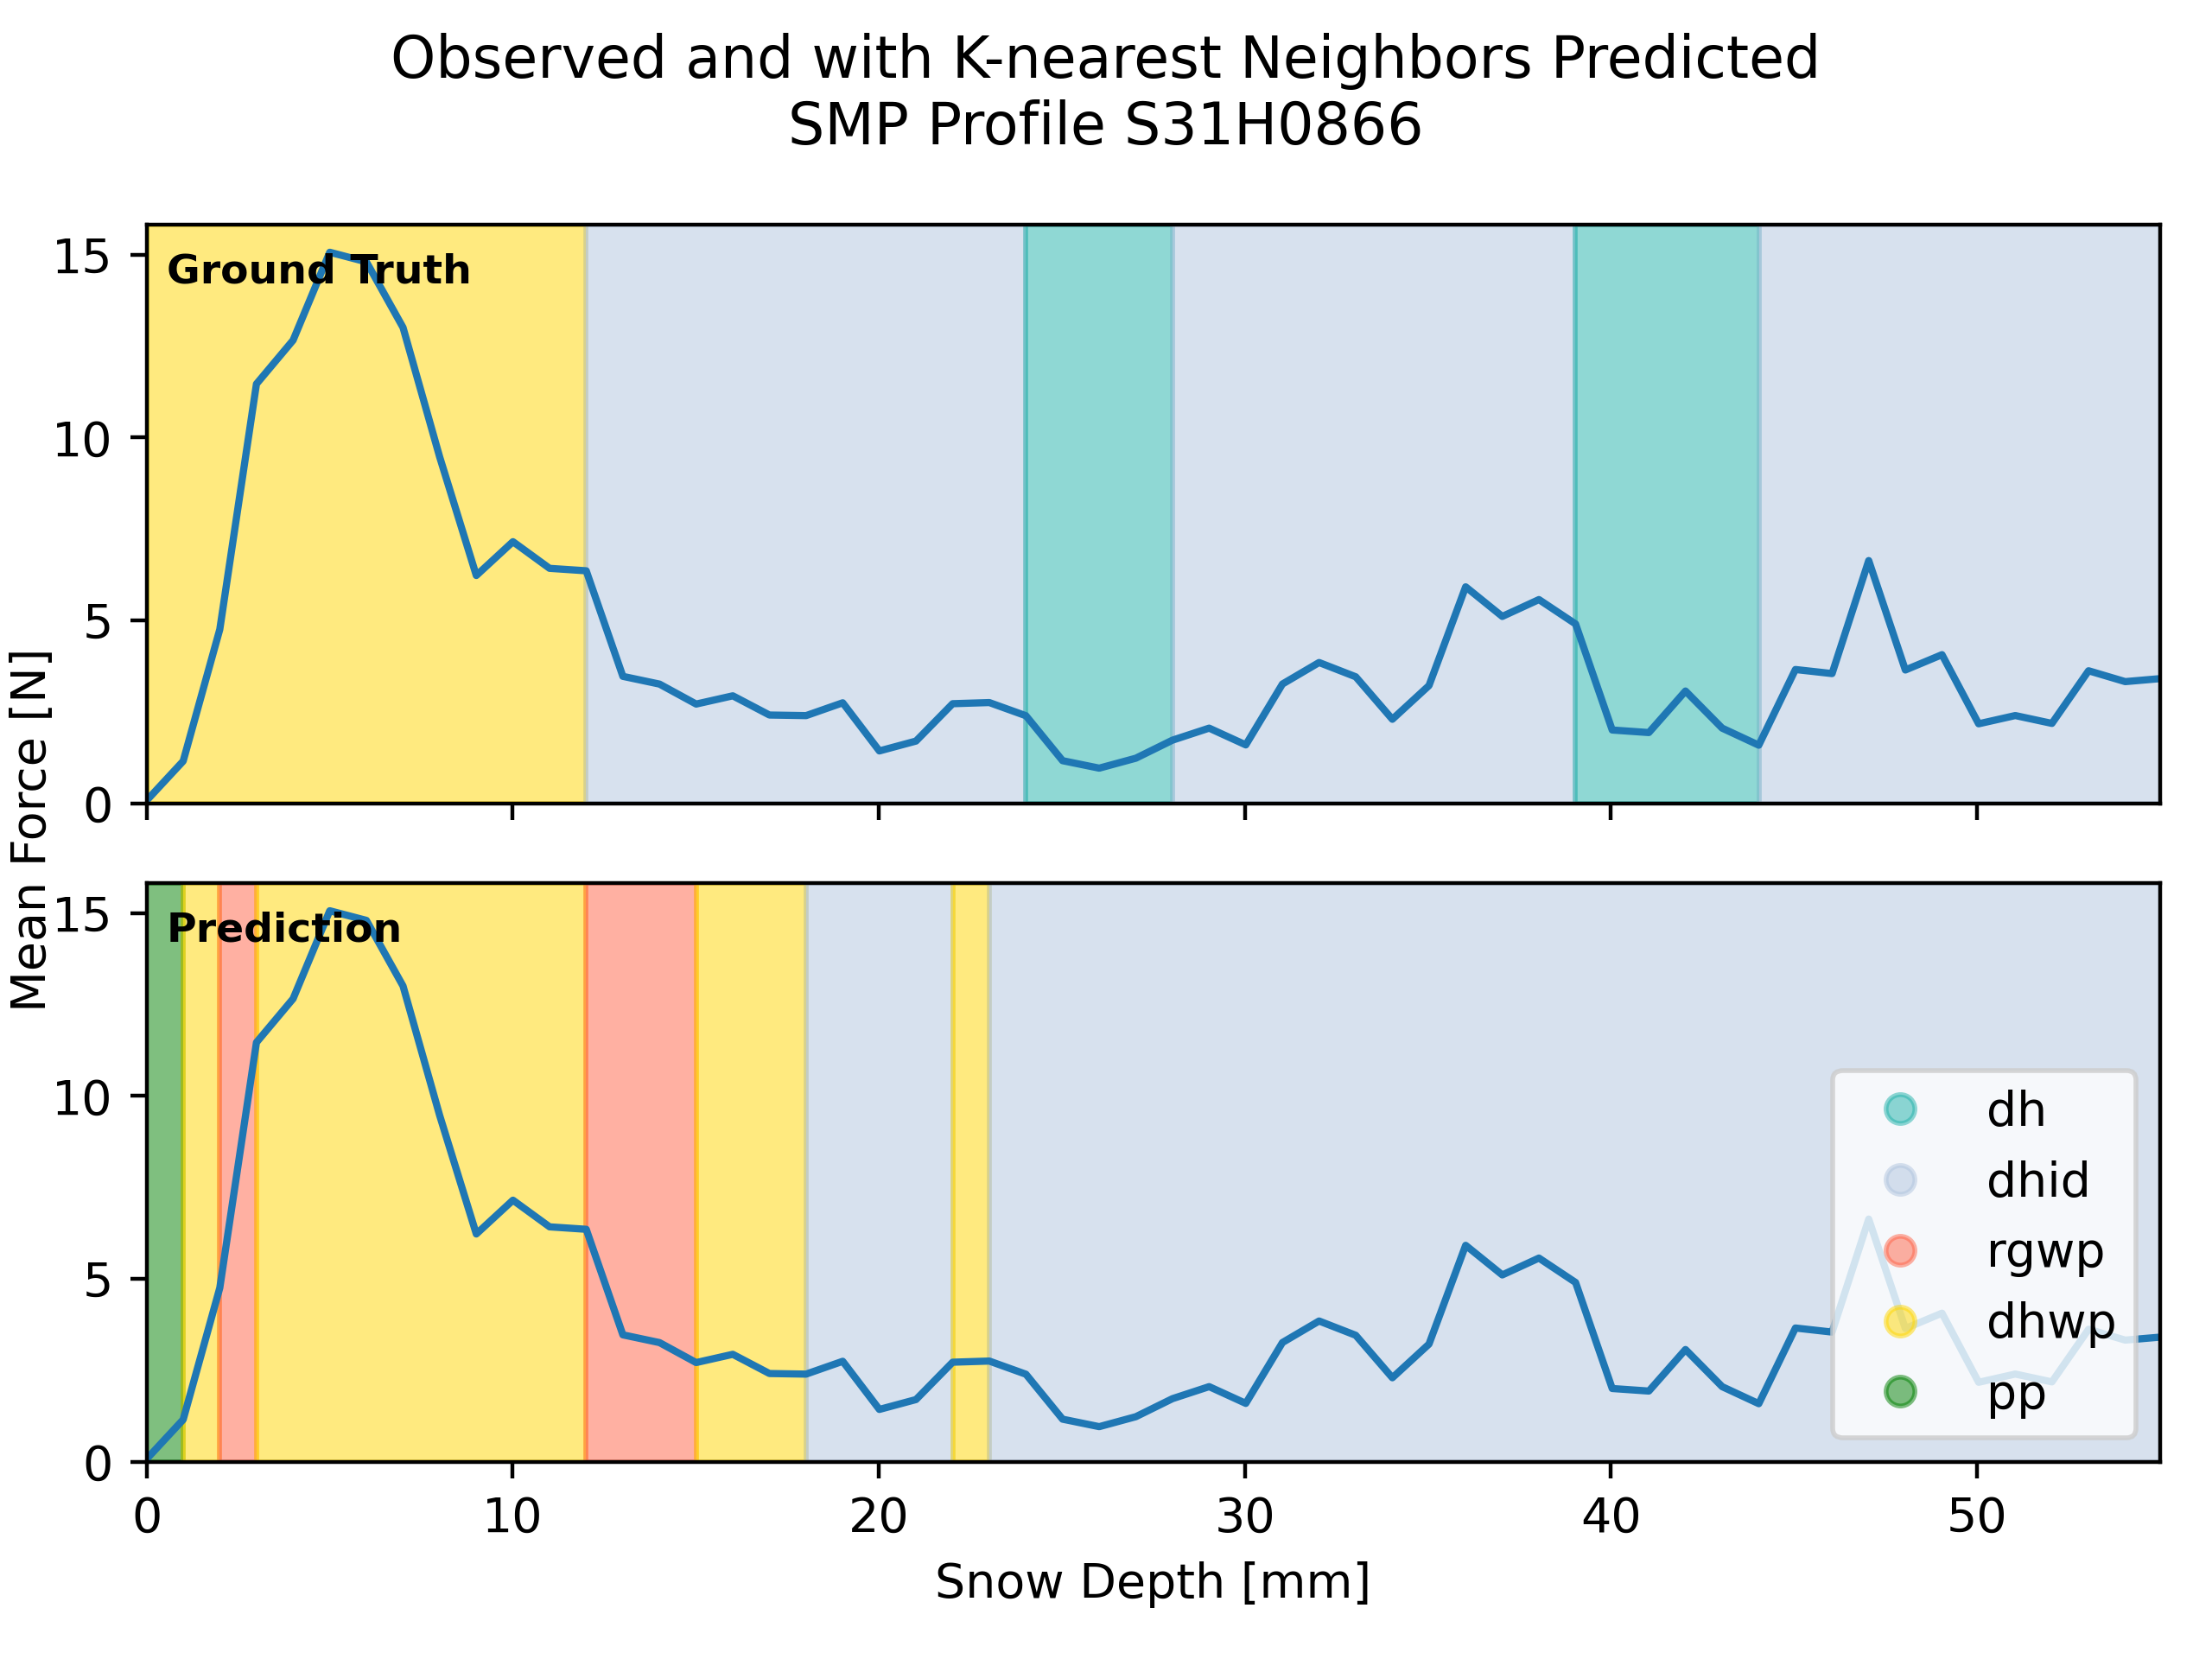 Observed and with K-nearest Neighbors Predicted
SMP Profile S31H0866
Mean Force [N]
Ground Truth
15
10
5
0
Prediction
15
10
5
0
dh
dhid
rgwp
dhwp
pp
0 10 20 30 40 50
Snow Depth [mm]